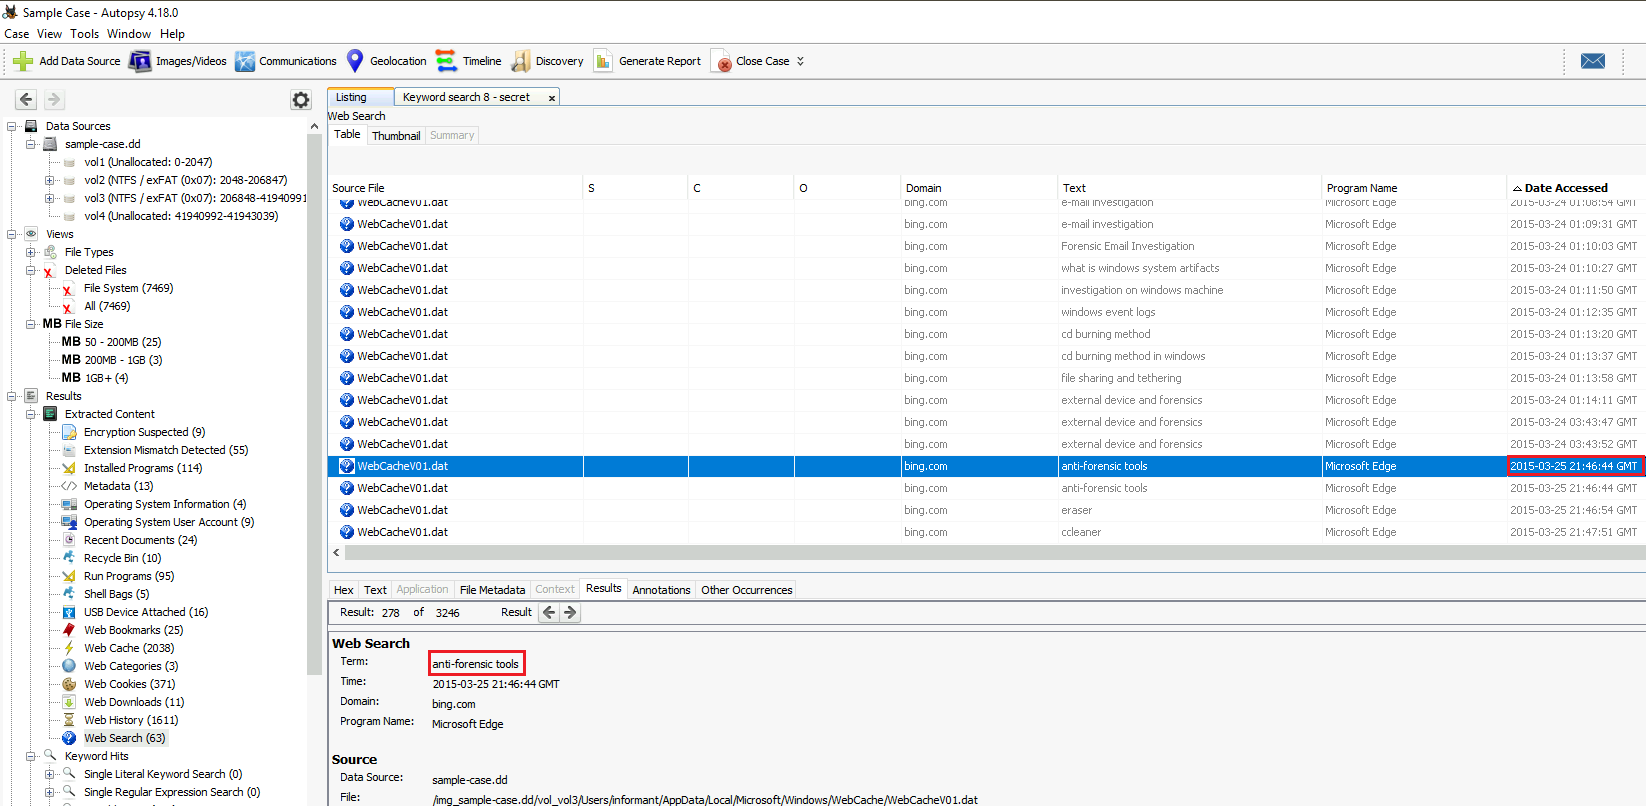 Sample Case - Autopsy 4.18.0
Case View Tools Window Help
Add Data Source Images/Videos Communications Geolocation Timeline Discovery Generate Report Close Case
Data Sources
sample-case.dd
vol1 (Unallocated: 0-2047)
vol2 (NTFS / exFAT (0x07): 2048-206847)
vol3 (NTFS / exFAT (0x07): 206848-41940991
vol4 (Unallocated: 41940992-41943039)
Views
File Types
Deleted Files
File System (7469)
All (7469)
MB File Size
MB 50 - 200MB (25)
MB 200MB - 1GB (3)
MB 1GB+ (4)
Results
Extracted Content
Encryption Suspected (9)
Extension Mismatch Detected (55)
Installed Programs (114)
Metadata (13)
Operating System Information (4)
Operating System User Account (9)
Recent Documents (24)
Recycle Bin (10)
Run Programs (95)
Shell Bags (5)
USB Device Attached (16)
Web Bookmarks (25)
Web Cache (2038)
Web Categories (3)
Web Cookies (371)
Web Downloads (11)
Web History (1611)
Web Search (63)
Keyword Hits
Single Literal Keyword Search (0)
Single Regular Expression Search (0)
Listing Keyword search 8 - secret x
Web Search
Table Thumbnail Summary
Source File S C O Domain Text Program Name Date Accessed
WebCacheV01.dat bing.com e-mail investigation Microsoft Edge 2015-03-24 01:08:54 GMT
WebCacheV01.dat bing.com e-mail investigation Microsoft Edge 2015-03-24 01:09:31 GMT
WebCacheV01.dat bing.com Forensic Email Investigation Microsoft Edge 2015-03-24 01:10:03 GMT
WebCacheV01.dat bing.com what is windows system artifacts Microsoft Edge 2015-03-24 01:10:27 GMT
WebCacheV01.dat bing.com investigation on windows machine Microsoft Edge 2015-03-24 01:11:50 GMT
WebCacheV01.dat bing.com windows event logs Microsoft Edge 2015-03-24 01:12:35 GMT
WebCacheV01.dat bing.com cd burning method Microsoft Edge 2015-03-24 01:13:20 GMT
WebCacheV01.dat bing.com cd burning method in windows Microsoft Edge 2015-03-24 01:13:37 GMT
WebCacheV01.dat bing.com file sharing and tethering Microsoft Edge 2015-03-24 01:13:58 GMT
WebCacheV01.dat bing.com external device and forensics Microsoft Edge 2015-03-24 01:14:11 GMT
WebCacheV01.dat bing.com external device and forensics Microsoft Edge 2015-03-24 03:43:47 GMT
WebCacheV01.dat bing.com external device and forensics Microsoft Edge 2015-03-24 03:43:52 GMT
WebCacheV01.dat bing.com anti-forensic tools Microsoft Edge 2015-03-25 21:46:44 GMT
WebCacheV01.dat bing.com anti-forensic tools Microsoft Edge 2015-03-25 21:46:44 GMT
WebCacheV01.dat bing.com eraser Microsoft Edge 2015-03-25 21:46:54 GMT
WebCacheV01.dat bing.com ccleaner Microsoft Edge 2015-03-25 21:47:51 GMT
Hex Text Application File Metadata Context Results Annotations Other Occurrences
Result: 278 of 3246 Result
Web Search
Term: anti-forensic tools
Time: 2015-03-25 21:46:44 GMT
Domain: bing.com
Program Name: Microsoft Edge
Source
Data Source: sample-case.dd
File: /img_sample-case.dd/vol_vol3/Users/informant/AppData/Local/Microsoft/Windows/WebCache/WebCacheV01.dat